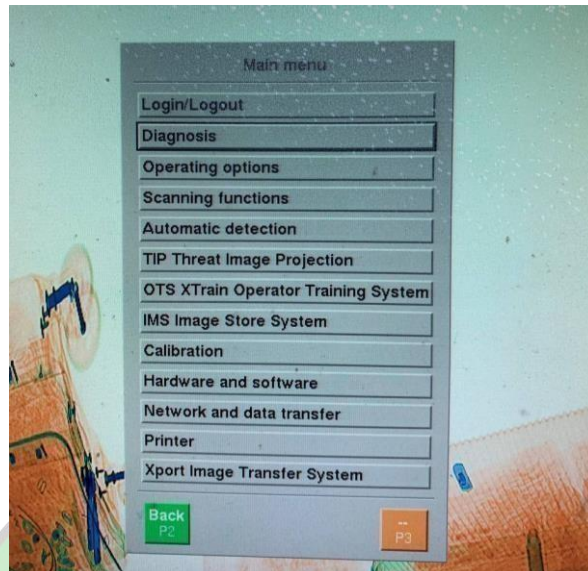 Main menu
Login/Logout
Diagnosis
Operating options
Scanning functions
Automatic detection
TIP Threat Image Projection
OTS XTrain Operator Training System
IMS Image Store System
Calibration
Hardware and software
Network and data transfer
Printer
Xport Image Transfer System
Back
P2
--
P3